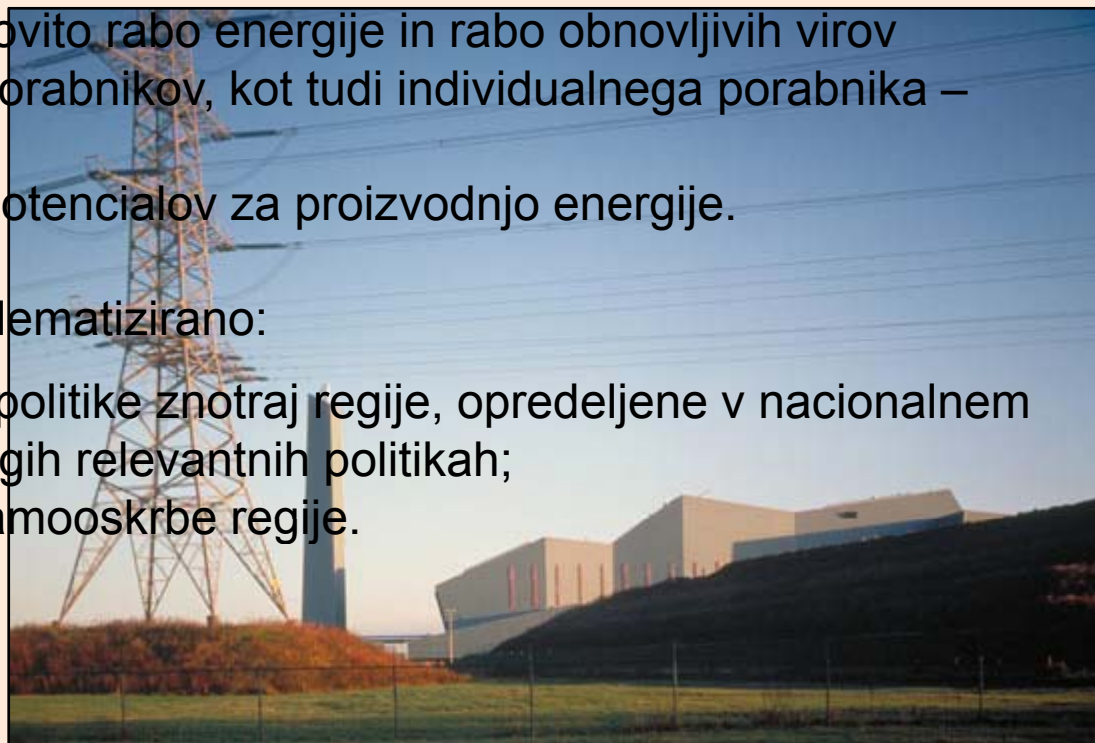 ovito rabo energije in rabo obnovljivih virov
orabnikov, kot tudi individualnega porabnika –
otencialov za proizvodnjo energije.
lematizirano:
politike znotraj regije, opredeljene v nacionalnem
gih relevantnih politikah;
amooskrbe regije.